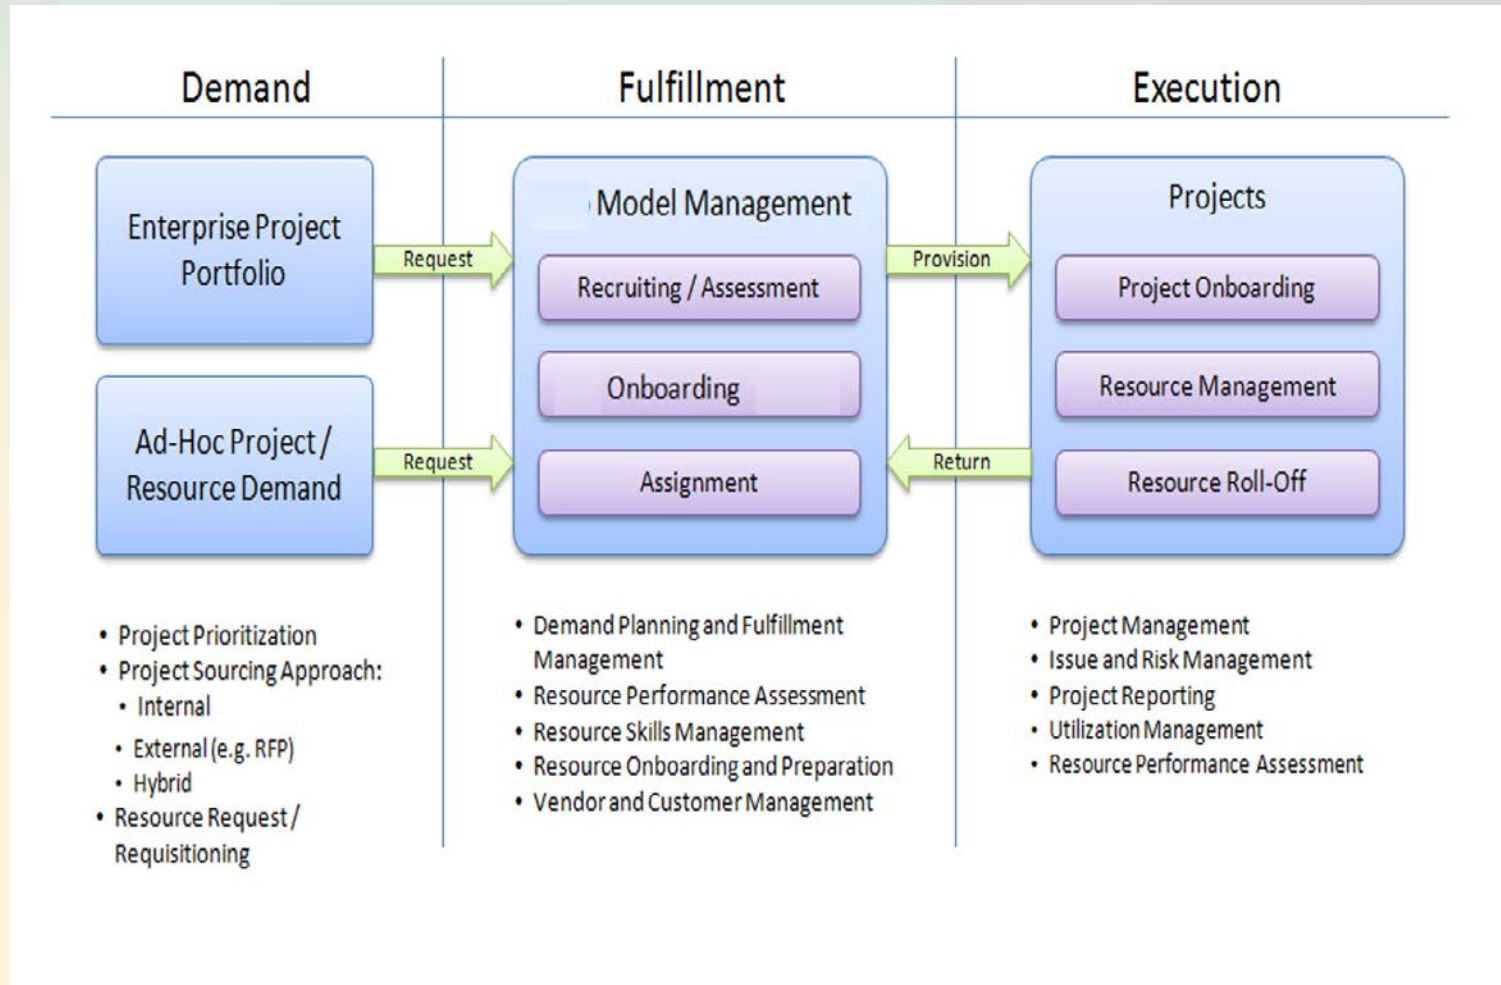 Demand
Fulfillment
Execution
Enterprise Project
Portfolio
Request
Ad-Hoc Project /
Resource Demand
Request
Model Management
Recruiting / Assessment
Onboarding
Assignment
Provision
Return
Projects
Project Onboarding
Resource Management
Resource Roll-Off
• Project Prioritization
• Project Sourcing Approach:
• Internal
• External (e.g. RFP)
• Hybrid
• Resource Request /
Requisitioning
• Demand Planning and Fulfillment
Management
• Resource Performance Assessment
• Resource Skills Management
• Resource Onboarding and Preparation
• Vendor and Customer Management
• Project Management
• Issue and Risk Management
• Project Reporting
• Utilization Management
• Resource Performance Assessment